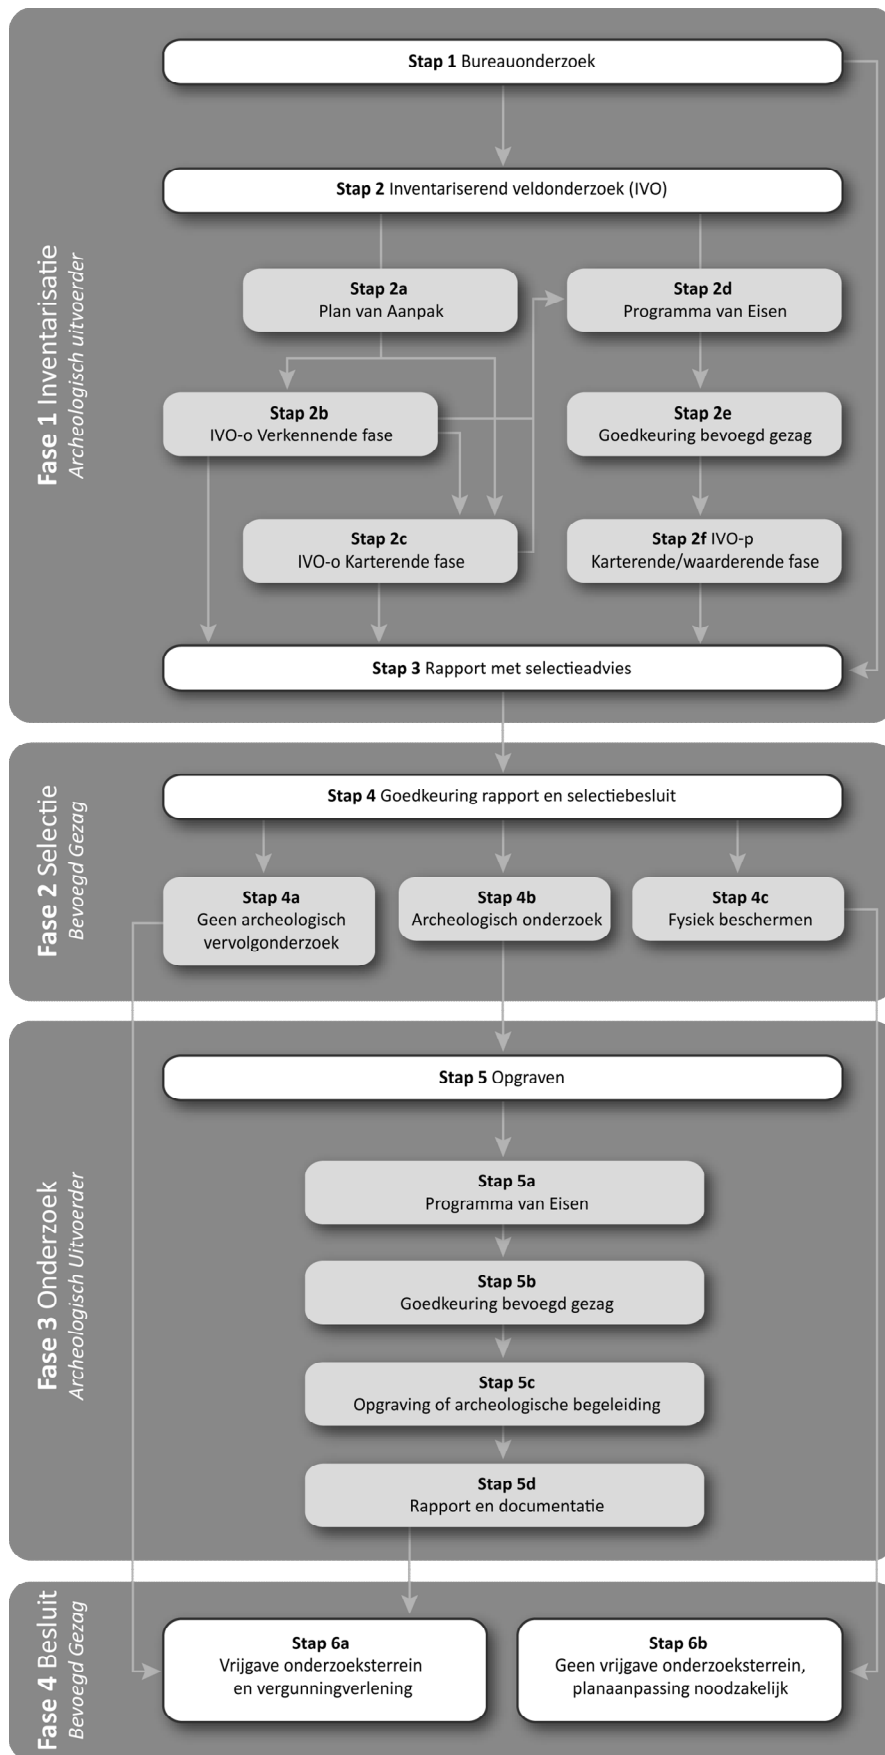 Fase 1 Inventarisatie
Archeologisch uitvoerder
Stap 1 Bureauonderzoek
Stap 2 Inventariserend veldonderzoek (IVO)
Stap 2a
Plan van Aanpak
Stap 2d
Programma van Eisen
Stap 2b
IVO-o Verkennende fase
Stap 2e
Goedkeuring bevoegd gezag
Stap 2c
IVO-o Karterende fase
Stap 2f IVO-p
Karterende/waarderende fase
Stap 3 Rapport met selectieadvies
Fase 2 Selectie
Bevoegd Gezag
Stap 4 Goedkeuring rapport en selectiebesluit
Stap 4a
Geen archeologisch
vervolgonderzoek
Stap 4b
Archeologisch onderzoek
Stap 4c
Fysiek beschermen
Fase 3 Onderzoek
Archeologisch Uitvoerder
Stap 5 Opgraven
Stap 5a
Programma van Eisen
Stap 5b
Goedkeuring bevoegd gezag
Stap 5c
Opgraving of archeologische begeleiding
Stap 5d
Rapport en documentatie
Fase 4 Besluit
Bevoegd Gezag
Stap 6a
Vrijgave onderzoeksterrein
en vergunningverlening
Stap 6b
Geen vrijgave onderzoeksterrein,
planaanpassing noodzakelijk